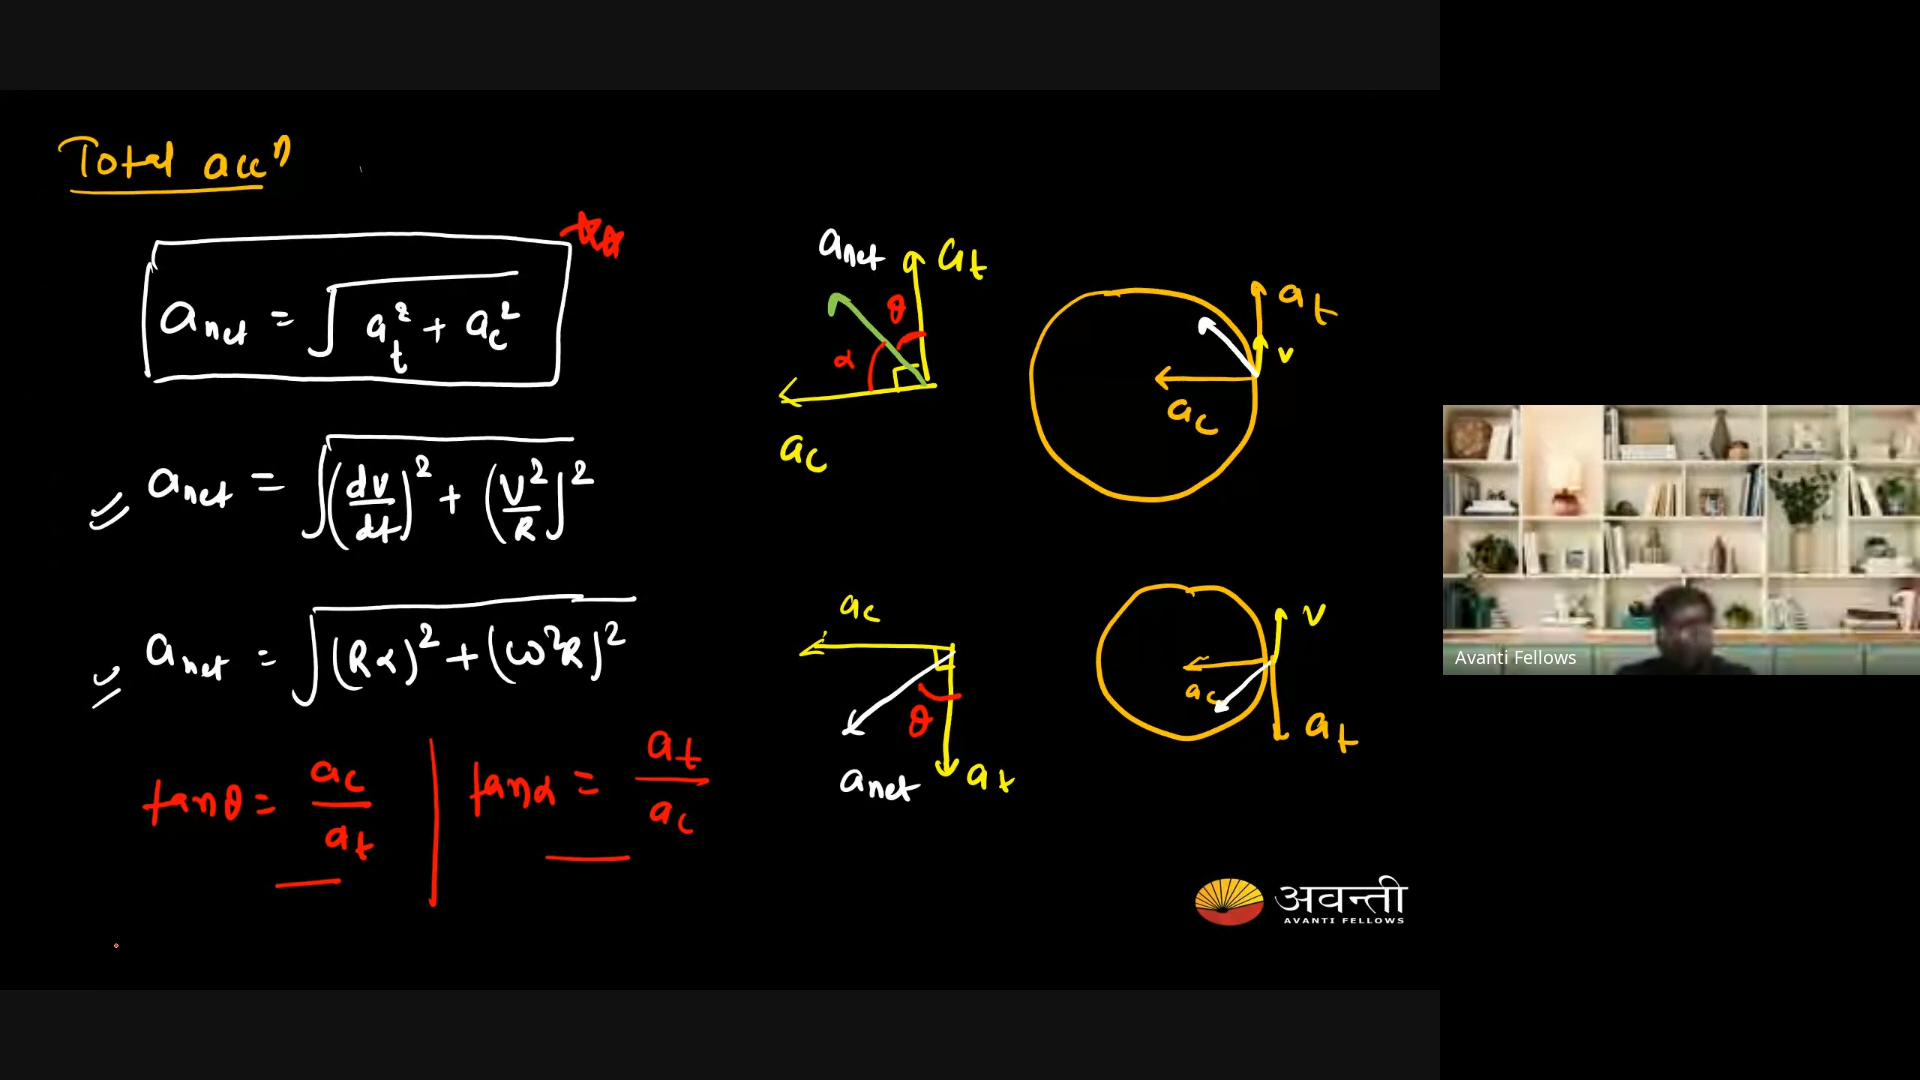 Total accⁿ
a_net = √(a_t² + a_c²)
a_net = √((dv/dt)² + (v²/R)²)
a_net = √((Rα)² + (ω²R)²)
tanθ = a_c/a_t | tanα = a_t/a_c
a_net a_t
θ
α
a_c
a_t
v
a_c
a_c
θ
a_net a_t
v
a_c
a_t
अवन्ती
AVANTI FELLOWS
Avanti Fellows